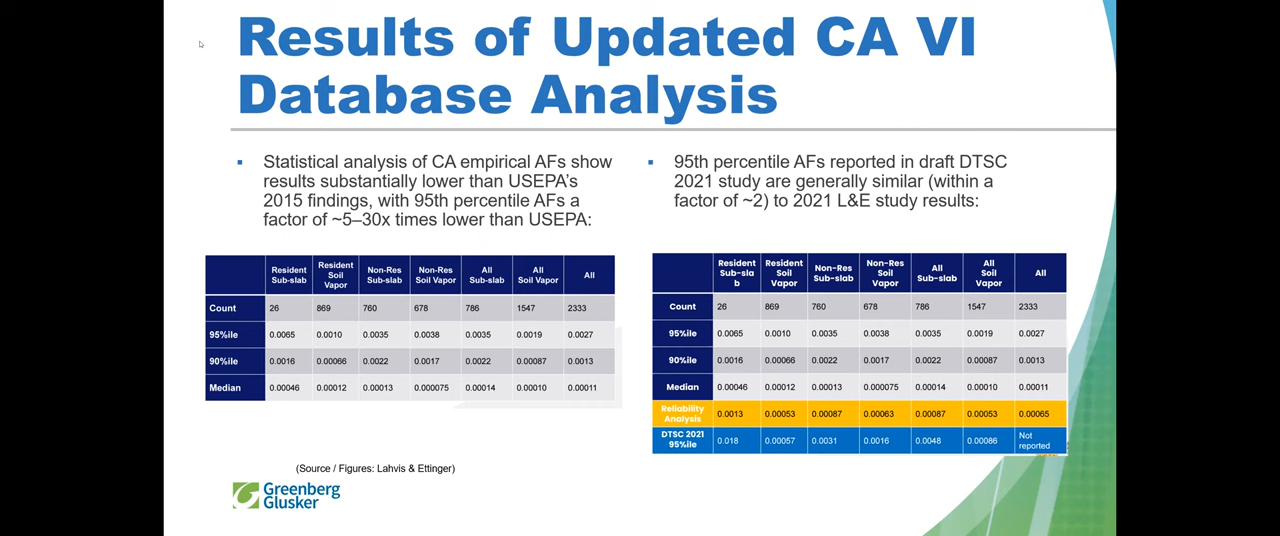 Results of Updated CA VI
Database Analysis
▪ Statistical analysis of CA empirical AFs show
results substantially lower than USEPA's
2015 findings, with 95th percentile AFs a
factor of ~5–30x times lower than USEPA:
Resident Sub-slab Resident Soil Vapor Non-Res Sub-slab Non-Res Soil Vapor All Sub-slab All Soil Vapor All
Count 26 869 760 678 786 1547 2333
95%ile 0.0065 0.0010 0.0035 0.0038 0.0035 0.0019 0.0027
90%ile 0.0016 0.00066 0.0022 0.0017 0.0022 0.00087 0.0013
Median 0.00046 0.00012 0.00013 0.000075 0.00014 0.00010 0.00011
(Source / Figures: Lahvis & Ettinger)
▪ 95th percentile AFs reported in draft DTSC
2021 study are generally similar (within a
factor of ~2) to 2021 L&E study results:
Resident Sub-sla b Resident Soil Vapor Non-Res Sub-slab Non-Res Soil Vapor All Sub-slab All Soil Vapor All
Count 26 869 760 678 786 1547 2333
95%ile 0.0065 0.0010 0.0035 0.0038 0.0035 0.0019 0.0027
90%ile 0.0016 0.00066 0.0022 0.0017 0.0022 0.00087 0.0013
Median 0.00046 0.00012 0.00013 0.000075 0.00014 0.00010 0.00011
Reliability Analysis 0.0013 0.00053 0.00087 0.00063 0.00087 0.00053 0.00065
DTSC 2021 95%ile 0.018 0.00057 0.0031 0.0016 0.0048 0.00086 Not reported
Greenberg
Glusker